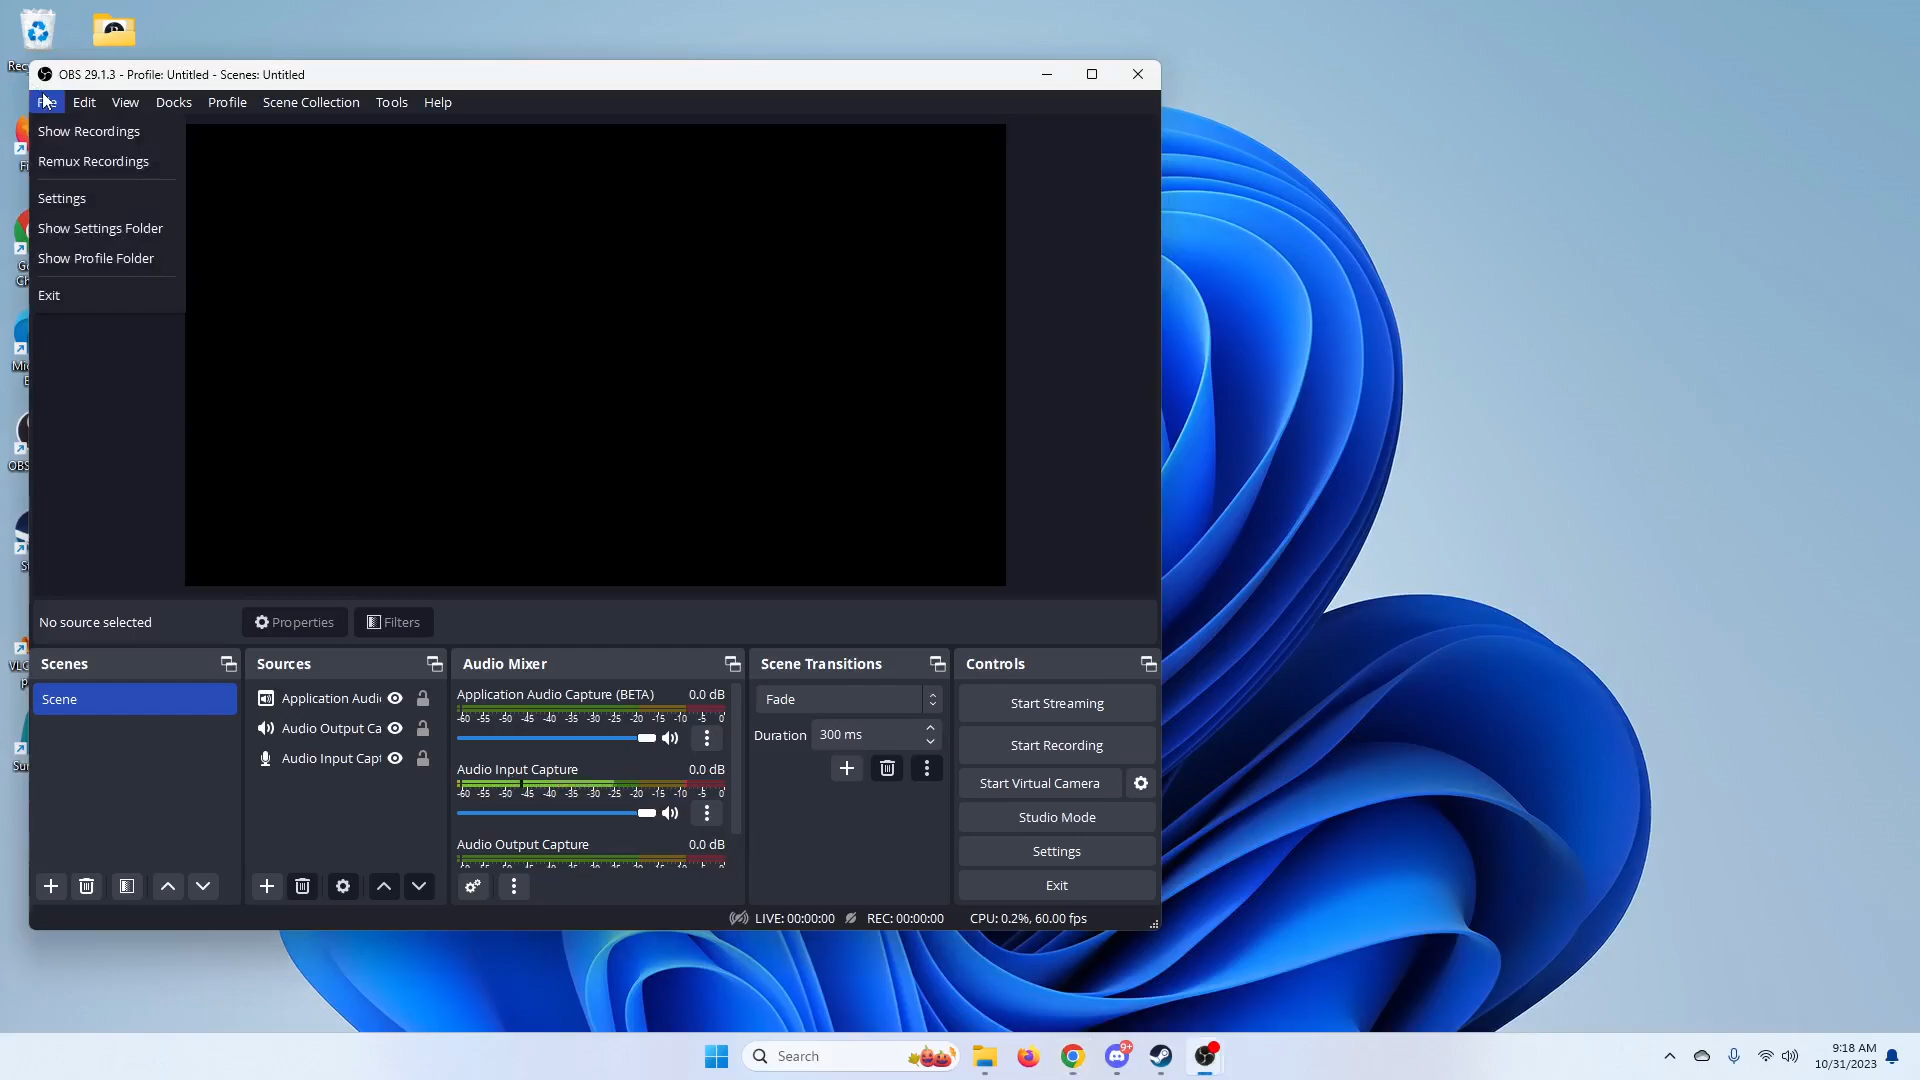 OBS 29.1.3 - Profile: Untitled - Scenes: Untitled
Edit View Docks Profile Scene Collection Tools Help
Show Recordings
Remux Recordings
Settings
Show Settings Folder
Show Profile Folder
Exit
No source selected
Properties
Filters
Scenes
Scene
Sources
Application Audi
Audio Output Ca
Audio Input Capt
Audio Mixer
Application Audio Capture (BETA) 0.0 dB
-60 -55 -50 -45 -40 -35 -30 -25 -20 -15 -10 -5 0
Audio Input Capture 0.0 dB
-60 -55 -50 -45 -40 -35 -30 -25 -20 -15 -10 -5 0
Audio Output Capture 0.0 dB
Scene Transitions
Fade
Duration 300 ms
Controls
Start Streaming
Start Recording
Start Virtual Camera
Studio Mode
Settings
Exit
LIVE: 00:00:00 REC: 00:00:00 CPU: 0.2%, 60.00 fps
Search
9+
9:18 AM
10/31/2023